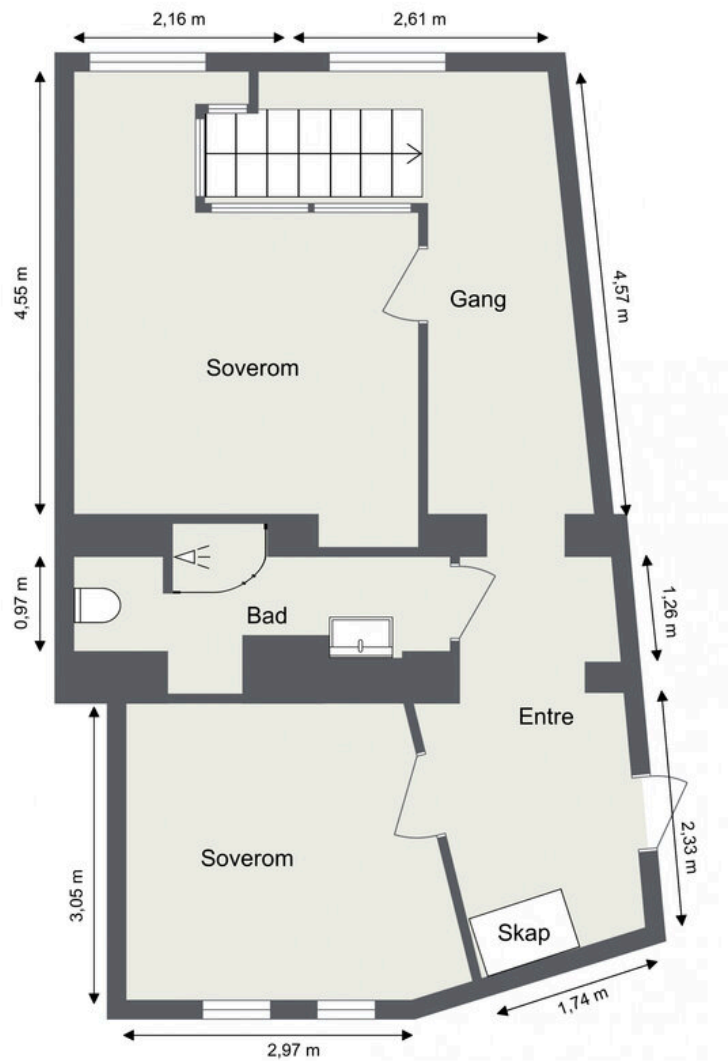 2,16 m
2,61 m
4,55 m
4,57 m
Gang
Soverom
0,97 m
Bad
1,26 m
Entre
Soverom
3,05 m
2,33 m
Skap
1,74 m
2,97 m